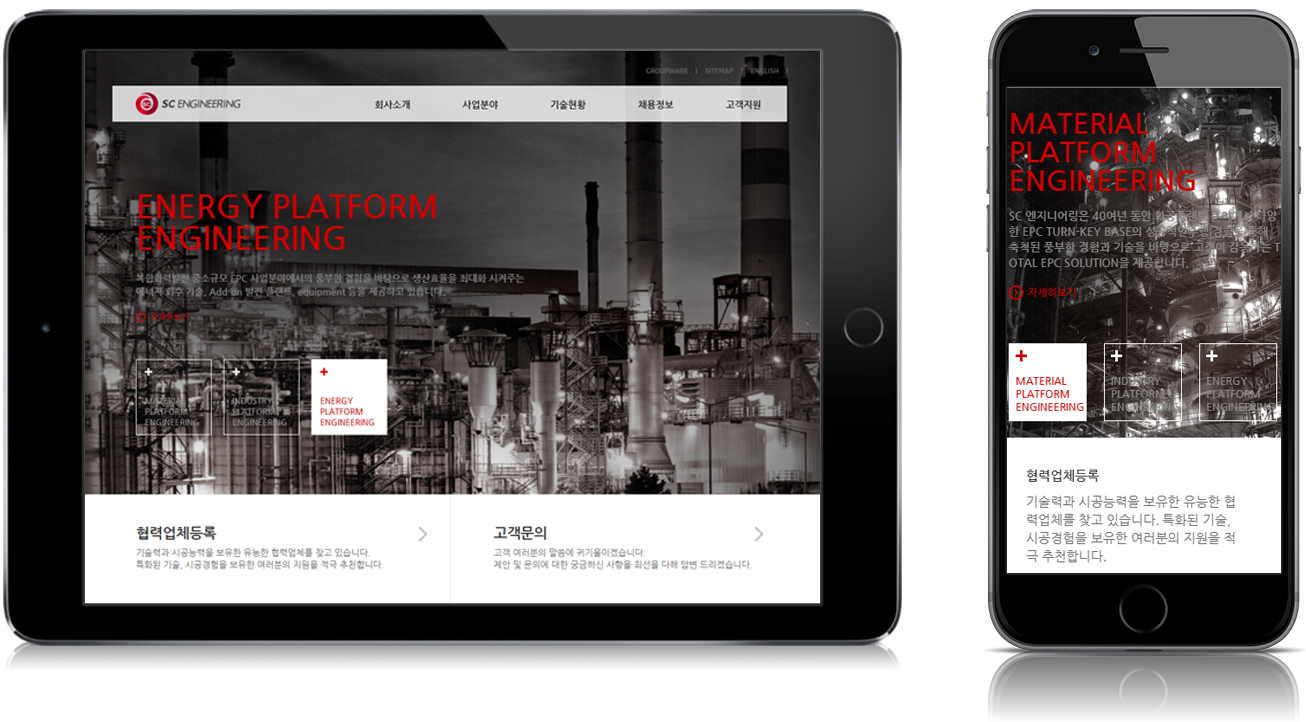 GROUPWARE | SITEMAP | ENGLISH |
SC ENGINEERING 회사소개 사업분야 기술현황 채용정보 고객지원
ENERGY PLATFORM
ENGINEERING
복합화력발전 중소규모 EPC 사업분야에서의 풍부한 경험을 바탕으로 생산효율을 최대화 시켜주는
에너지 회수 기술, Add on 발전 플랜트, equipment 등을 제공하고 있습니다.
MATERIAL
PLATFORM
ENGINEERING
INDUSTRY
PLATFORM
ENGINEERING
ENERGY
PLATFORM
ENGINEERING
협력업체등록
기술력과 시공능력을 보유한 유능한 협력업체를 찾고 있습니다.
특화된 기술, 시공경험을 보유한 여러분의 지원을 적극 추천합니다.
고객문의
고객 여러분의 말씀에 귀기울이겠습니다.
제안 및 문의에 대한 궁금하신 사항을 최선을 다해 답변 드리겠습니다.
MATERIAL
PLATFORM
ENGINEERING
SC 엔지니어링은 40여년 동안
한 EPC TURN-KEY BASE의
축척된 풍부한 경험과 기술을 바탕으로 고객이 감동하는 T
OTAL EPC SOLUTION을 제공합니다.
자세히보기
MATERIAL
PLATFORM
ENGINEERING
INDUSTRY
PLATFORM
ENGINEERING
ENERGY
PLATFORM
ENGINEERING
협력업체등록
기술력과 시공능력을 보유한 유능한 협
력업체를 찾고 있습니다. 특화된 기술,
시공경험을 보유한 여러분의 지원을 적
극 추천합니다.